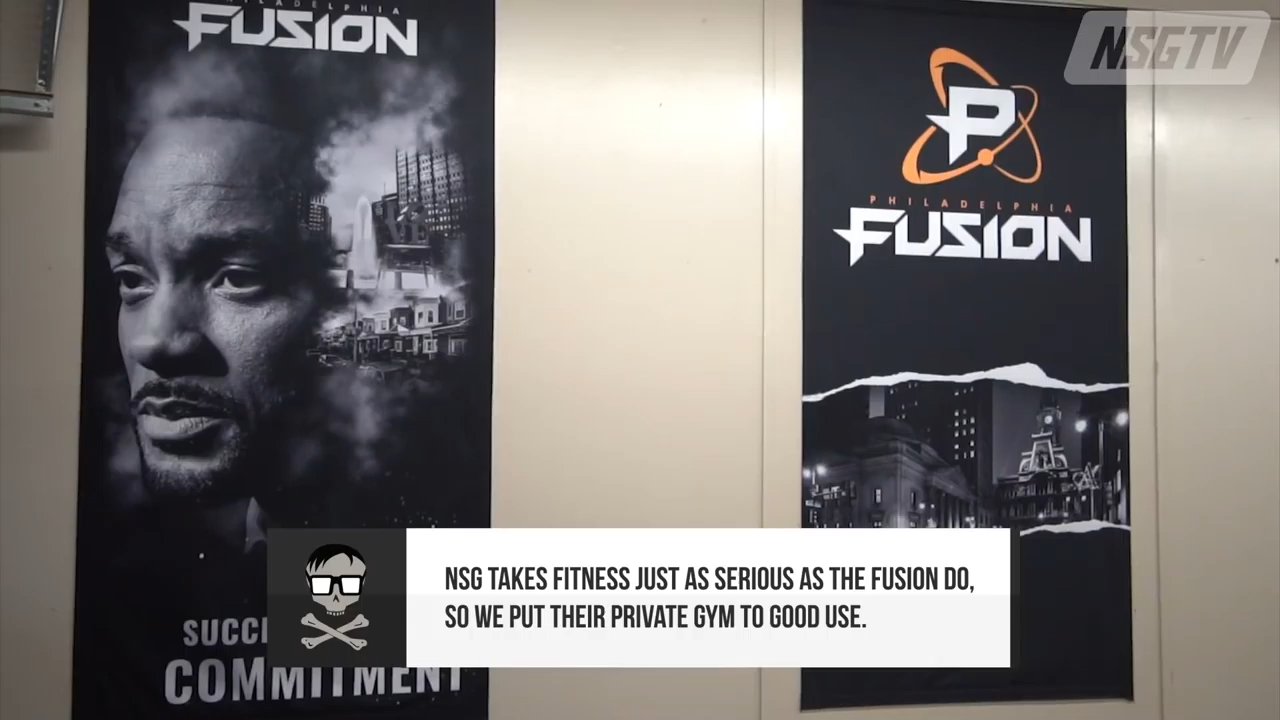 PHILADELPHIA
FUSION
NSGTV
P
PHILADELPHIA
FUSION
NSG TAKES FITNESS JUST AS SERIOUS AS THE FUSION DO,
SO WE PUT THEIR PRIVATE GYM TO GOOD USE.
COMMITMENT